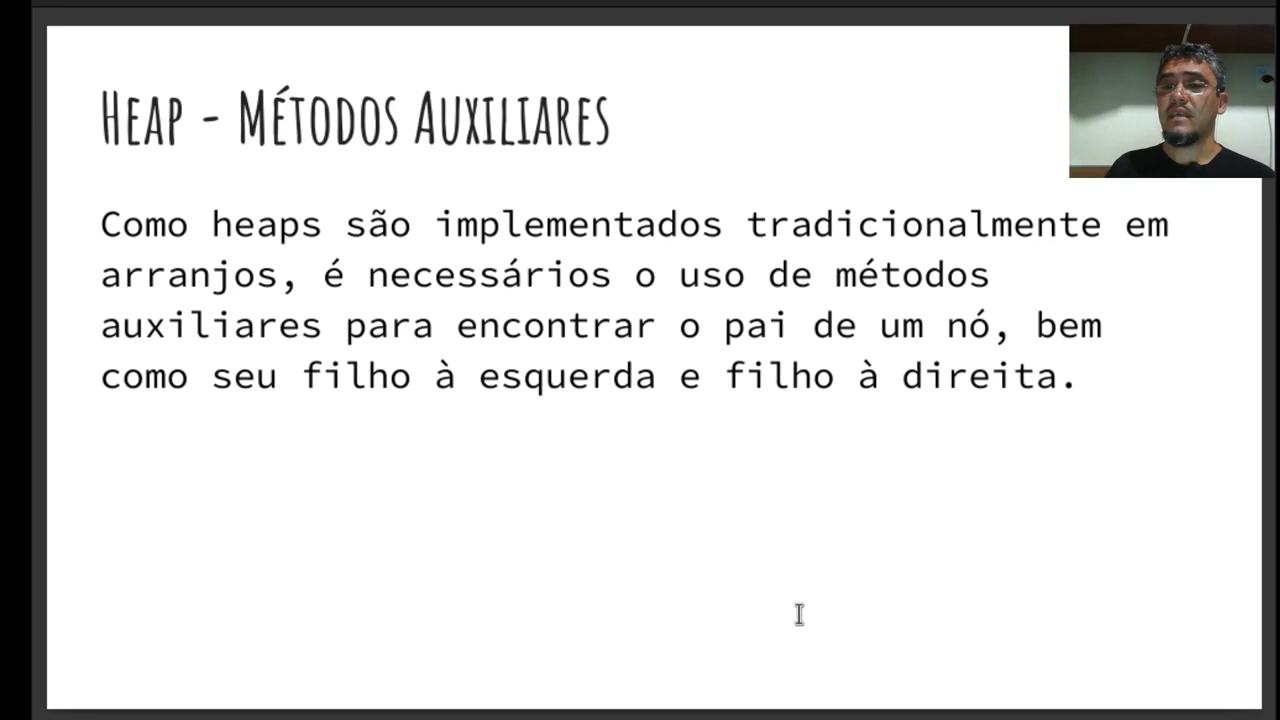 Heap - Métodos Auxiliares
Como heaps são implementados tradicionalmente em
arranjos, é necessários o uso de métodos
auxiliares para encontrar o pai de um nó, bem
como seu filho à esquerda e filho à direita.